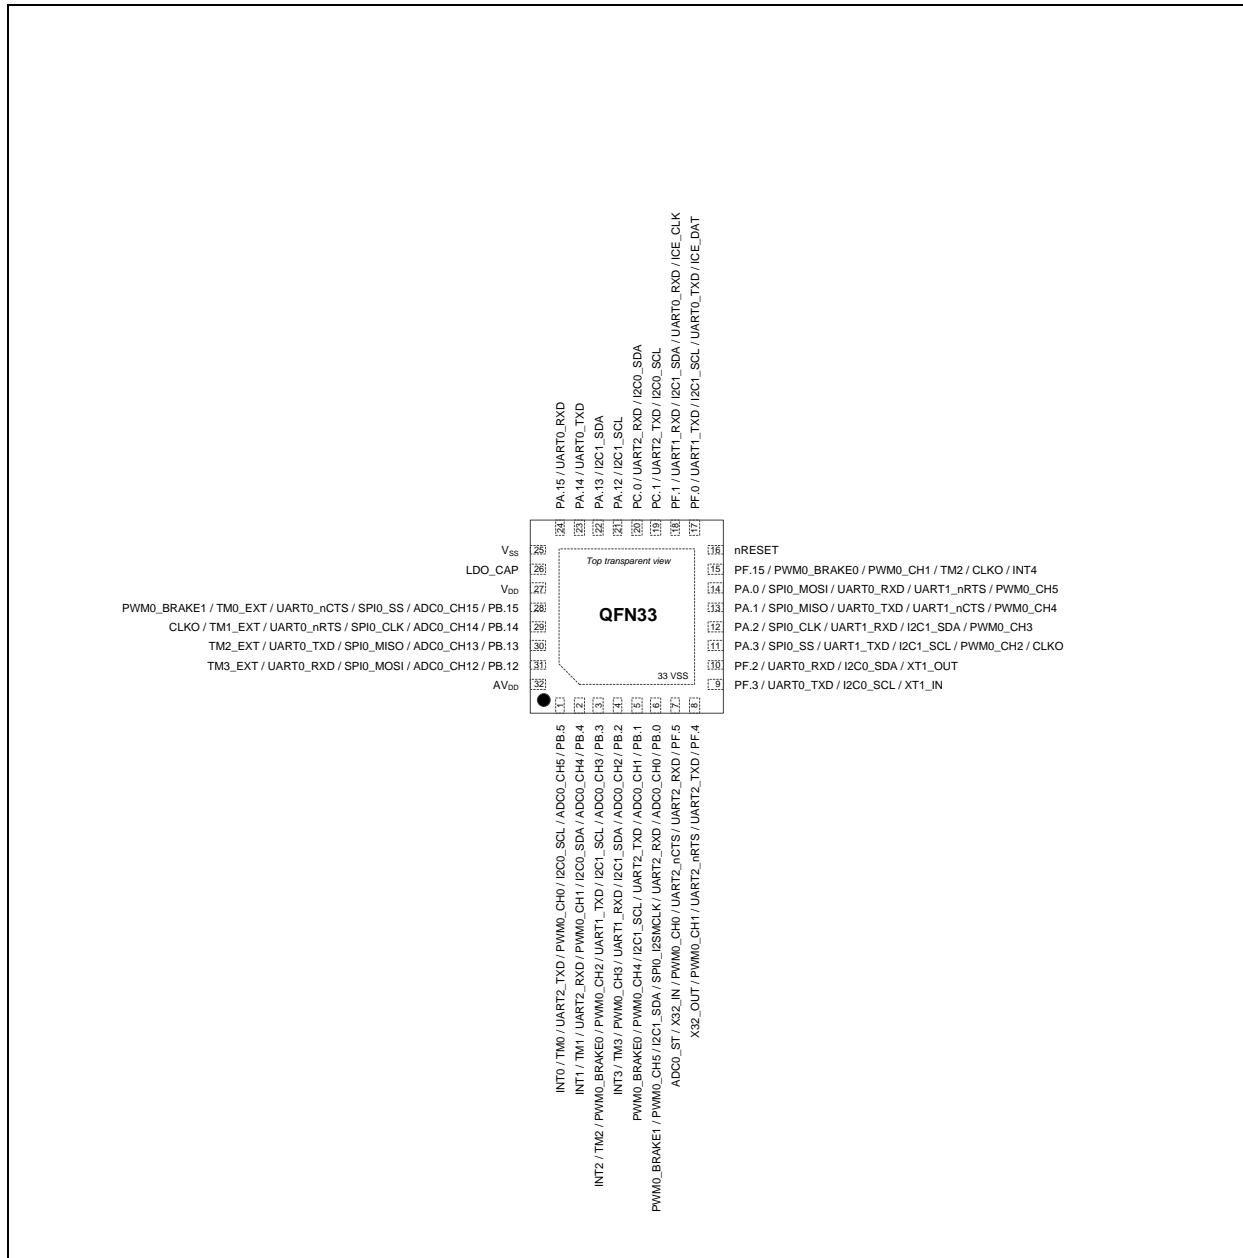 PA.15 / UART0_RXD
PA.14 / UART0_TXD
PA.13 / I2C1_SDA
PA.12 / I2C1_SCL
PC.0 / UART2_RXD / I2C0_SDA
PC.1 / UART2_TXD / I2C0_SCL
PF.1 / UART1_RXD / I2C1_SDA / UART0_RXD / ICE_CLK
PF.0 / UART1_TXD / I2C1_SCL / UART0_TXD / ICE_DAT
24 23 22 21 20 19 18 17
VSS 25
LDO_CAP 26
VDD 27
PWM0_BRAKE1 / TM0_EXT / UART0_nCTS / SPI0_SS / ADC0_CH15 / PB.15 28
CLKO / TM1_EXT / UART0_nRTS / SPI0_CLK / ADC0_CH14 / PB.14 29
TM2_EXT / UART0_TXD / SPI0_MISO / ADC0_CH13 / PB.13 30
TM3_EXT / UART0_RXD / SPI0_MOSI / ADC0_CH12 / PB.12 31
AVDD 32
Top transparent view
QFN33
33 VSS
16 nRESET
15 PF.15 / PWM0_BRAKE0 / PWM0_CH1 / TM2 / CLKO / INT4
14 PA.0 / SPI0_MOSI / UART0_RXD / UART1_nRTS / PWM0_CH5
13 PA.1 / SPI0_MISO / UART0_TXD / UART1_nCTS / PWM0_CH4
12 PA.2 / SPI0_CLK / UART1_RXD / I2C1_SDA / PWM0_CH3
11 PA.3 / SPI0_SS / UART1_TXD / I2C1_SCL / PWM0_CH2 / CLKO
10 PF.2 / UART0_RXD / I2C0_SDA / XT1_OUT
9 PF.3 / UART0_TXD / I2C0_SCL / XT1_IN
1 2 3 4 5 6 7 8
INT0 / TM0 / UART2_TXD / PWM0_CH0 / I2C0_SCL / ADC0_CH5 / PB.5
INT1 / TM1 / UART2_RXD / PWM0_CH1 / I2C0_SDA / ADC0_CH4 / PB.4
INT2 / TM2 / PWM0_BRAKE0 / PWM0_CH2 / UART1_TXD / I2C1_SCL / ADC0_CH3 / PB.3
INT3 / TM3 / PWM0_CH3 / UART1_RXD / I2C1_SDA / ADC0_CH2 / PB.2
PWM0_BRAKE0 / PWM0_CH4 / I2C1_SCL / UART2_TXD / ADC0_CH1 / PB.1
PWM0_BRAKE1 / PWM0_CH5 / I2C1_SDA / SPI0_I2SMCLK / UART2_RXD / ADC0_CH0 / PB.0
ADC0_ST / X32_IN / PWM0_CH0 / UART2_nCTS / UART2_RXD / PF.5
X32_OUT / PWM0_CH1 / UART2_nRTS / UART2_TXD / PF.4